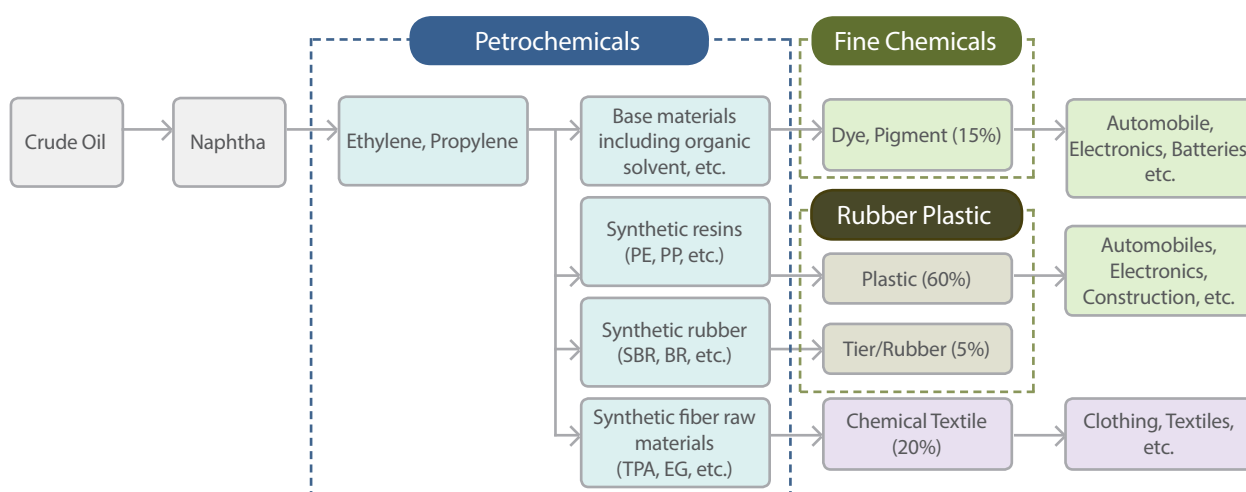 Petrochemicals
Fine Chemicals
Crude Oil
Naphtha
Ethylene, Propylene
Base materials
including organic
solvent, etc.
Dye, Pigment (15%)
Automobile,
Electronics, Batteries
etc.
Synthetic resins
(PE, PP, etc.)
Rubber Plastic
Plastic (60%)
Automobiles,
Electronics,
Construction, etc.
Synthetic rubber
(SBR, BR, etc.)
Tier/Rubber (5%)
Synthetic fiber raw
materials
(TPA, EG, etc.)
Chemical Textile
(20%)
Clothing, Textiles,
etc.